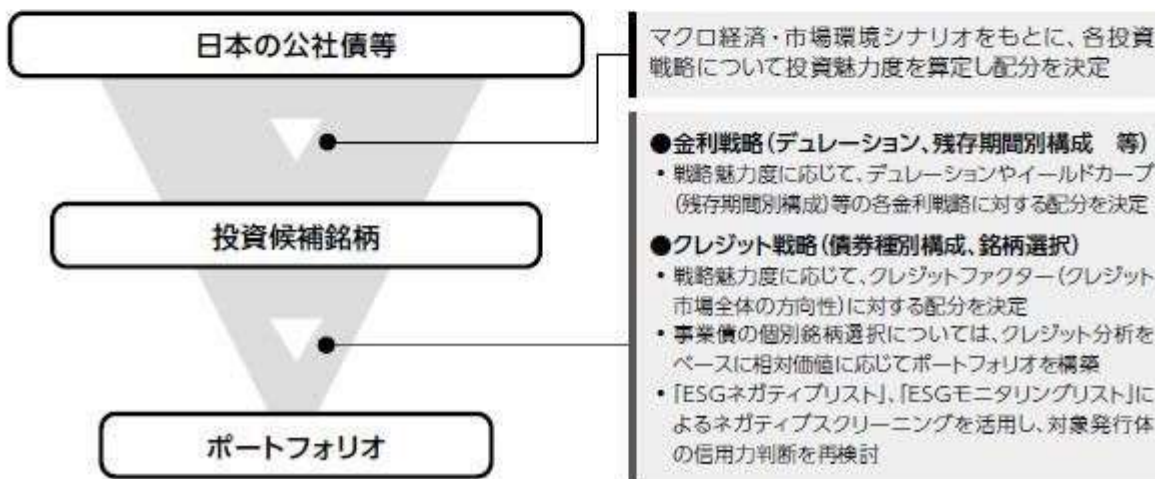 日本の公社債等
マクロ経済・市場環境シナリオをもとに、各投資
戦略について投資魅力度を算定し配分を決定
投資候補銘柄
ポートフォリオ
●金利戦略(デュレーション、残存期間別構成　等)
• 戦略魅力度に応じて、デュレーションやイールドカーブ
(残存期間別構成)等の各金利戦略に対する配分を決定
●クレジット戦略(債券種別構成、銘柄選択)
• 戦略魅力度に応じて、クレジットファクター(クレジット
市場全体の方向性)に対する配分を決定
• 事業債の個別銘柄選択については、クレジット分析を
ベースに相対価値に応じてポートフォリオを構築
• 「ESGネガティブリスト」、「ESGモニタリングリスト」に
よるネガティブスクリーニングを活用し、対象発行体
の信用力判断を再検討